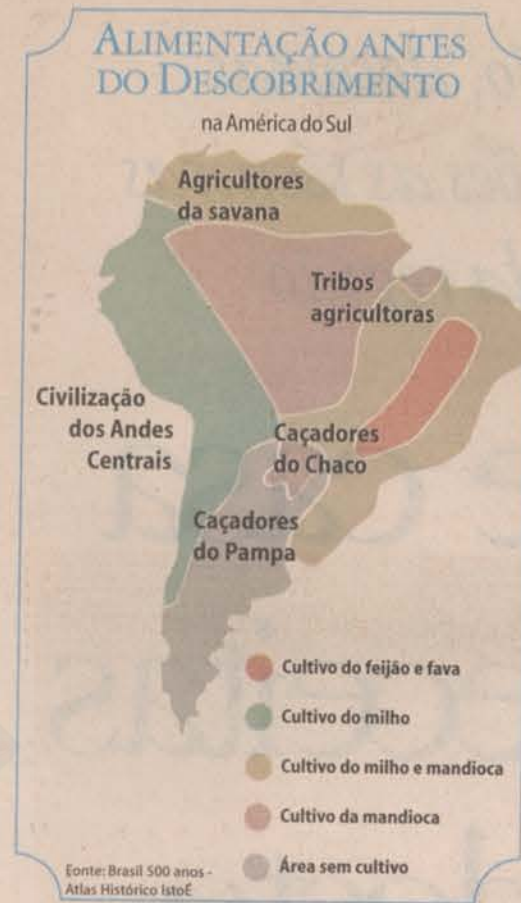 ALIMENTAÇÃO ANTES
DO DESCOBRIMENTO
na América do Sul
Agricultores
da savana
Tribos
agricultoras
Civilização
dos Andes
Centrais
Caçadores
do Chaco
Caçadores
do Pampa
Cultivo do feijão e fava
Cultivo do milho
Cultivo do milho e mandioca
Cultivo da mandioca
Área sem cultivo
Fonte: Brasil 500 anos -
Atlas Histórico IstoÉ